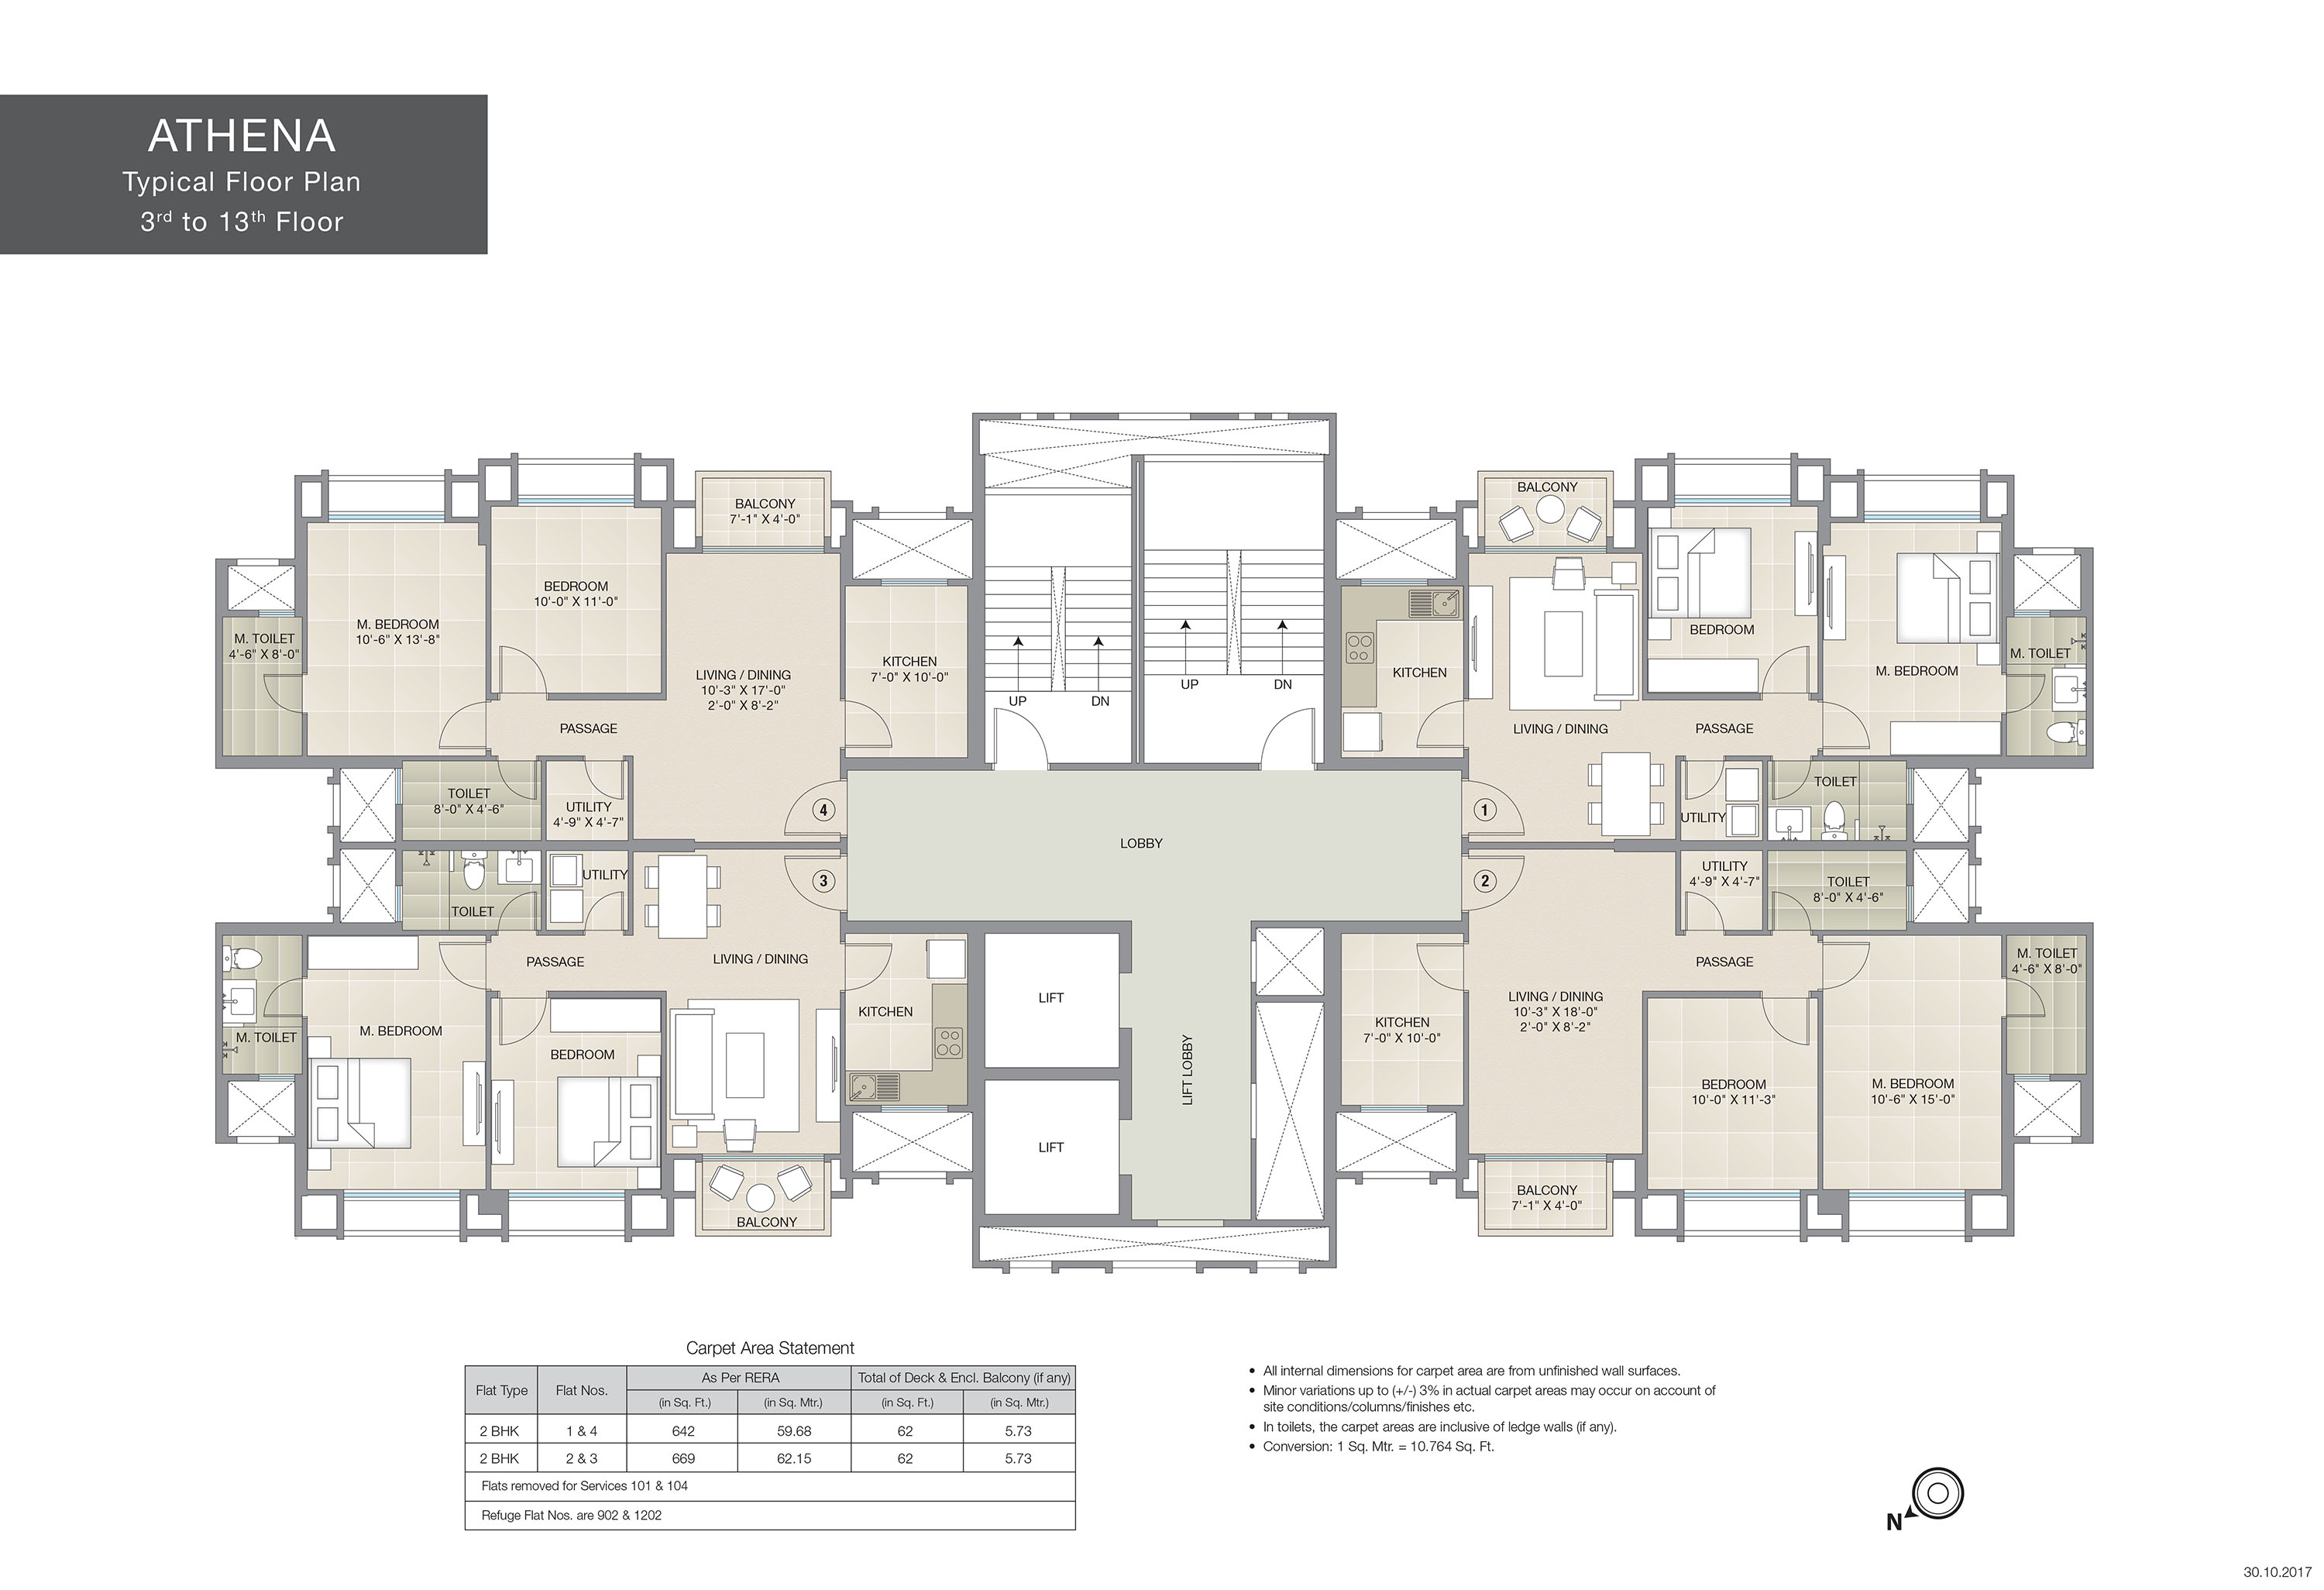 ATHENA
Typical Floor Plan
3rd to 13th Floor
BALCONY
7'-1" X 4'-0"
BEDROOM
10'-0" X 11'-0"
M. BEDROOM
10'-6" X 13'-8"
M. TOILET
4'-6" X 8'-0"
LIVING / DINING
10'-3" X 17'-0"
2'-0" X 8'-2"
KITCHEN
7'-0" X 10'-0"
PASSAGE
TOILET
8'-0" X 4'-6"
UTILITY
4'-9" X 4'-7"
4
UP
DN
UP
DN
BALCONY
BEDROOM
M. BEDROOM
M. TOILET
KITCHEN
LIVING / DINING
PASSAGE
TOILET
UTILITY
1
LOBBY
3
UTILITY
TOILET
PASSAGE
LIVING / DINING
KITCHEN
M. BEDROOM
M. TOILET
BEDROOM
BALCONY
LIFT
LIFT
LIFT LOBBY
2
UTILITY
4'-9" X 4'-7"
TOILET
8'-0" X 4'-6"
PASSAGE
M. TOILET
4'-6" X 8'-0"
LIVING / DINING
10'-3" X 18'-0"
2'-0" X 8'-2"
KITCHEN
7'-0" X 10'-0"
BEDROOM
10'-0" X 11'-3"
M. BEDROOM
10'-6" X 15'-0"
BALCONY
7'-1" X 4'-0"
Carpet Area Statement
Flat Type Flat Nos. As Per RERA Total of Deck & Encl. Balcony (if any)
(in Sq. Ft.) (in Sq. Mtr.) (in Sq. Ft.) (in Sq. Mtr.)
2 BHK 1 & 4 642 59.68 62 5.73
2 BHK 2 & 3 669 62.15 62 5.73
Flats removed for Services 101 & 104
Refuge Flat Nos. are 902 & 1202
• All internal dimensions for carpet area are from unfinished wall surfaces.
• Minor variations up to (+/-) 3% in actual carpet areas may occur on account of
site conditions/columns/finishes etc.
• In toilets, the carpet areas are inclusive of ledge walls (if any).
• Conversion: 1 Sq. Mtr. = 10.764 Sq. Ft.
N
30.10.2017